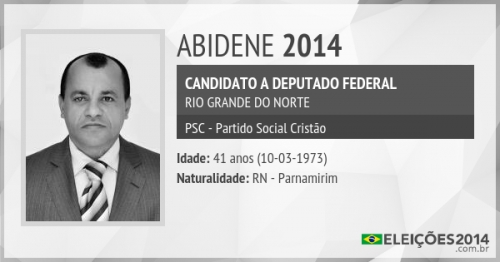 ABIDENE 2014
CANDIDATO A DEPUTADO FEDERAL
RIO GRANDE DO NORTE
PSC - Partido Social Cristão
Idade: 41 anos (10-03-1973)
Naturalidade: RN - Parnamirim
ELEIÇÕES2014
.com.br